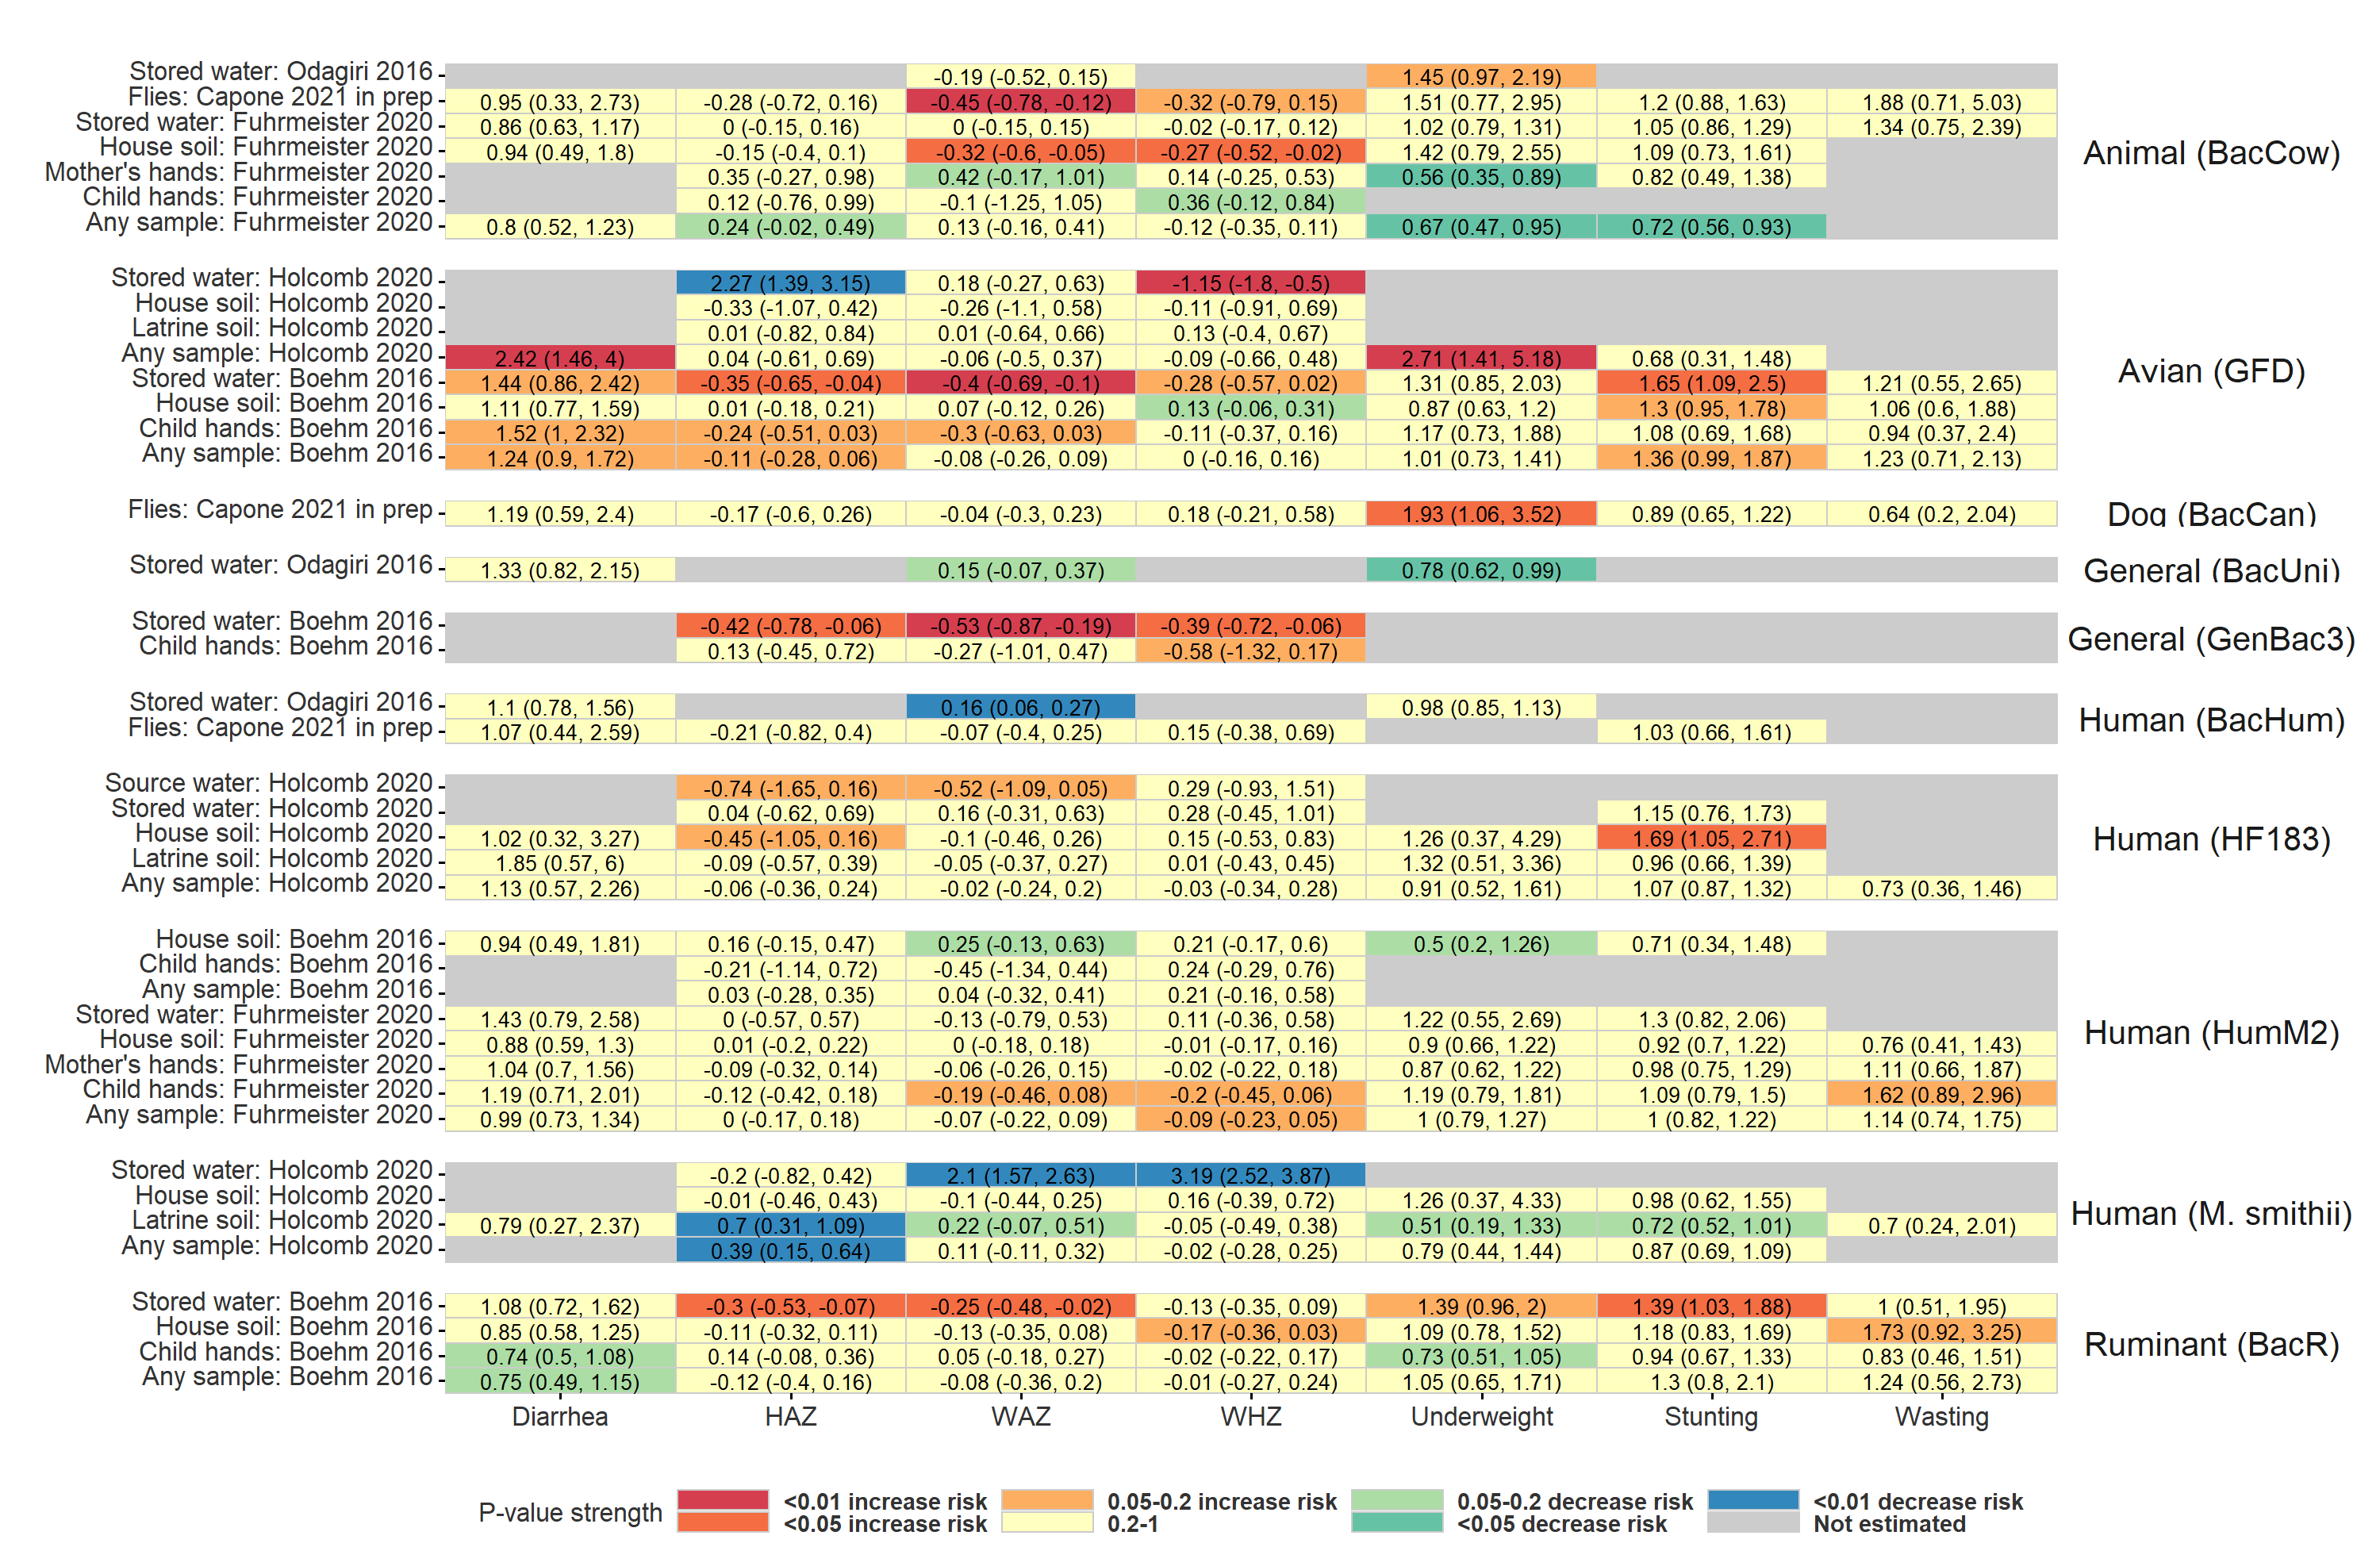 Stored water: Odagiri 2016 -0.19 (-0.52, 0.15) 1.45 (0.97, 2.19)
Flies: Capone 2021 in prep 0.95 (0.33, 2.73) -0.28 (-0.72, 0.16) -0.45 (-0.78, -0.12) -0.32 (-0.79, 0.15) 1.51 (0.77, 2.95) 1.2 (0.88, 1.63) 1.88 (0.71, 5.03)
Stored water: Fuhrmeister 2020 0.86 (0.63, 1.17) 0 (-0.15, 0.16) 0 (-0.15, 0.15) -0.02 (-0.17, 0.12) 1.02 (0.79, 1.31) 1.05 (0.86, 1.29) 1.34 (0.75, 2.39)
House soil: Fuhrmeister 2020 0.94 (0.49, 1.8) -0.15 (-0.4, 0.1) -0.32 (-0.6, -0.05) -0.27 (-0.52, -0.02) 1.42 (0.79, 2.55) 1.09 (0.73, 1.61)
Animal (BacCow)
Mother's hands: Fuhrmeister 2020 0.35 (-0.27, 0.98) 0.42 (-0.17, 1.01) 0.14 (-0.25, 0.53) 0.56 (0.35, 0.89) 0.82 (0.49, 1.38)
Child hands: Fuhrmeister 2020 0.12 (-0.76, 0.99) -0.1 (-1.25, 1.05) 0.36 (-0.12, 0.84)
Any sample: Fuhrmeister 2020 0.8 (0.52, 1.23) 0.24 (-0.02, 0.49) 0.13 (-0.16, 0.41) -0.12 (-0.35, 0.11) 0.67 (0.47, 0.95) 0.72 (0.56, 0.93)
Stored water: Holcomb 2020 2.27 (1.39, 3.15) 0.18 (-0.27, 0.63) -1.15 (-1.8, -0.5)
House soil: Holcomb 2020 -0.33 (-1.07, 0.42) -0.26 (-1.1, 0.58) -0.11 (-0.91, 0.69)
Latrine soil: Holcomb 2020 0.01 (-0.82, 0.84) 0.01 (-0.64, 0.66) 0.13 (-0.4, 0.67)
Any sample: Holcomb 2020 2.42 (1.46, 4) 0.04 (-0.61, 0.69) -0.06 (-0.5, 0.37) -0.09 (-0.66, 0.48) 2.71 (1.41, 5.18) 0.68 (0.31, 1.48)
Avian (GFD)
Stored water: Boehm 2016 1.44 (0.86, 2.42) -0.35 (-0.65, -0.04) -0.4 (-0.69, -0.1) -0.28 (-0.57, 0.02) 1.31 (0.85, 2.03) 1.65 (1.09, 2.5) 1.21 (0.55, 2.65)
House soil: Boehm 2016 1.11 (0.77, 1.59) 0.01 (-0.18, 0.21) 0.07 (-0.12, 0.26) 0.13 (-0.06, 0.31) 0.87 (0.63, 1.2) 1.3 (0.95, 1.78) 1.06 (0.6, 1.88)
Child hands: Boehm 2016 1.52 (1, 2.32) -0.24 (-0.51, 0.03) -0.3 (-0.63, 0.03) -0.11 (-0.37, 0.16) 1.17 (0.73, 1.88) 1.08 (0.69, 1.68) 0.94 (0.37, 2.4)
Any sample: Boehm 2016 1.24 (0.9, 1.72) -0.11 (-0.28, 0.06) -0.08 (-0.26, 0.09) 0 (-0.16, 0.16) 1.01 (0.73, 1.41) 1.36 (0.99, 1.87) 1.23 (0.71, 2.13)
Flies: Capone 2021 in prep 1.19 (0.59, 2.4) -0.17 (-0.6, 0.26) -0.04 (-0.3, 0.23) 0.18 (-0.21, 0.58) 1.93 (1.06, 3.52) 0.89 (0.65, 1.22) 0.64 (0.2, 2.04) Dog (BacCan)
Stored water: Odagiri 2016 1.33 (0.82, 2.15) 0.15 (-0.07, 0.37) 0.78 (0.62, 0.99) General (BacUni)
Stored water: Boehm 2016 -0.42 (-0.78, -0.06) -0.53 (-0.87, -0.19) -0.39 (-0.72, -0.06)
General (GenBac3)
Child hands: Boehm 2016 0.13 (-0.45, 0.72) -0.27 (-1.01, 0.47) -0.58 (-1.32, 0.17)
Stored water: Odagiri 2016 1.1 (0.78, 1.56) 0.16 (0.06, 0.27) 0.98 (0.85, 1.13)
Human (BacHum)
Flies: Capone 2021 in prep 1.07 (0.44, 2.59) -0.21 (-0.82, 0.4) -0.07 (-0.4, 0.25) 0.15 (-0.38, 0.69) 1.03 (0.66, 1.61)
Source water: Holcomb 2020 -0.74 (-1.65, 0.16) -0.52 (-1.09, 0.05) 0.29 (-0.93, 1.51)
Stored water: Holcomb 2020 0.04 (-0.62, 0.69) 0.16 (-0.31, 0.63) 0.28 (-0.45, 1.01) 1.15 (0.76, 1.73)
House soil: Holcomb 2020 1.02 (0.32, 3.27) -0.45 (-1.05, 0.16) -0.1 (-0.46, 0.26) 0.15 (-0.53, 0.83) 1.26 (0.37, 4.29) 1.69 (1.05, 2.71) Human (HF183)
Latrine soil: Holcomb 2020 1.85 (0.57, 6) -0.09 (-0.57, 0.39) -0.05 (-0.37, 0.27) 0.01 (-0.43, 0.45) 1.32 (0.51, 3.36) 0.96 (0.66, 1.39)
Any sample: Holcomb 2020 1.13 (0.57, 2.26) -0.06 (-0.36, 0.24) -0.02 (-0.24, 0.2) -0.03 (-0.34, 0.28) 0.91 (0.52, 1.61) 1.07 (0.87, 1.32) 0.73 (0.36, 1.46)
House soil: Boehm 2016 0.94 (0.49, 1.81) 0.16 (-0.15, 0.47) 0.25 (-0.13, 0.63) 0.21 (-0.17, 0.6) 0.5 (0.2, 1.26) 0.71 (0.34, 1.48)
Child hands: Boehm 2016 -0.21 (-1.14, 0.72) -0.45 (-1.34, 0.44) 0.24 (-0.29, 0.76)
Any sample: Boehm 2016 0.03 (-0.28, 0.35) 0.04 (-0.32, 0.41) 0.21 (-0.16, 0.58)
Stored water: Fuhrmeister 2020 1.43 (0.79, 2.58) 0 (-0.57, 0.57) -0.13 (-0.79, 0.53) 0.11 (-0.36, 0.58) 1.22 (0.55, 2.69) 1.3 (0.82, 2.06)
Human (HumM2)
House soil: Fuhrmeister 2020 0.88 (0.59, 1.3) 0.01 (-0.2, 0.22) 0 (-0.18, 0.18) -0.01 (-0.17, 0.16) 0.9 (0.66, 1.22) 0.92 (0.7, 1.22) 0.76 (0.41, 1.43)
Mother's hands: Fuhrmeister 2020 1.04 (0.7, 1.56) -0.09 (-0.32, 0.14) -0.06 (-0.26, 0.15) -0.02 (-0.22, 0.18) 0.87 (0.62, 1.22) 0.98 (0.75, 1.29) 1.11 (0.66, 1.87)
Child hands: Fuhrmeister 2020 1.19 (0.71, 2.01) -0.12 (-0.42, 0.18) -0.19 (-0.46, 0.08) -0.2 (-0.45, 0.06) 1.19 (0.79, 1.81) 1.09 (0.79, 1.5) 1.62 (0.89, 2.96)
Any sample: Fuhrmeister 2020 0.99 (0.73, 1.34) 0 (-0.17, 0.18) -0.07 (-0.22, 0.09) -0.09 (-0.23, 0.05) 1 (0.79, 1.27) 1 (0.82, 1.22) 1.14 (0.74, 1.75)
Stored water: Holcomb 2020 -0.2 (-0.82, 0.42) 2.1 (1.57, 2.63) 3.19 (2.52, 3.87)
House soil: Holcomb 2020 -0.01 (-0.46, 0.43) -0.1 (-0.44, 0.25) 0.16 (-0.39, 0.72) 1.26 (0.37, 4.33) 0.98 (0.62, 1.55)
Human (M. smithii)
Latrine soil: Holcomb 2020 0.79 (0.27, 2.37) 0.7 (0.31, 1.09) 0.22 (-0.07, 0.51) -0.05 (-0.49, 0.38) 0.51 (0.19, 1.33) 0.72 (0.52, 1.01) 0.7 (0.24, 2.01)
Any sample: Holcomb 2020 0.39 (0.15, 0.64) 0.11 (-0.11, 0.32) -0.02 (-0.28, 0.25) 0.79 (0.44, 1.44) 0.87 (0.69, 1.09)
Stored water: Boehm 2016 1.08 (0.72, 1.62) -0.3 (-0.53, -0.07) -0.25 (-0.48, -0.02) -0.13 (-0.35, 0.09) 1.39 (0.96, 2) 1.39 (1.03, 1.88) 1 (0.51, 1.95)
House soil: Boehm 2016 0.85 (0.58, 1.25) -0.11 (-0.32, 0.11) -0.13 (-0.35, 0.08) -0.17 (-0.36, 0.03) 1.09 (0.78, 1.52) 1.18 (0.83, 1.69) 1.73 (0.92, 3.25)
Ruminant (BacR)
Child hands: Boehm 2016 0.74 (0.5, 1.08) 0.14 (-0.08, 0.36) 0.05 (-0.18, 0.27) -0.02 (-0.22, 0.17) 0.73 (0.51, 1.05) 0.94 (0.67, 1.33) 0.83 (0.46, 1.51)
Any sample: Boehm 2016 0.75 (0.49, 1.15) -0.12 (-0.4, 0.16) -0.08 (-0.36, 0.2) -0.01 (-0.27, 0.24) 1.05 (0.65, 1.71) 1.3 (0.8, 2.1) 1.24 (0.56, 2.73)
Diarrhea HAZ WAZ WHZ Underweight Stunting Wasting
P-value strength
<0.01 increase risk 0.05-0.2 increase risk 0.05-0.2 decrease risk <0.01 decrease risk
<0.05 increase risk 0.2-1 <0.05 decrease risk Not estimated